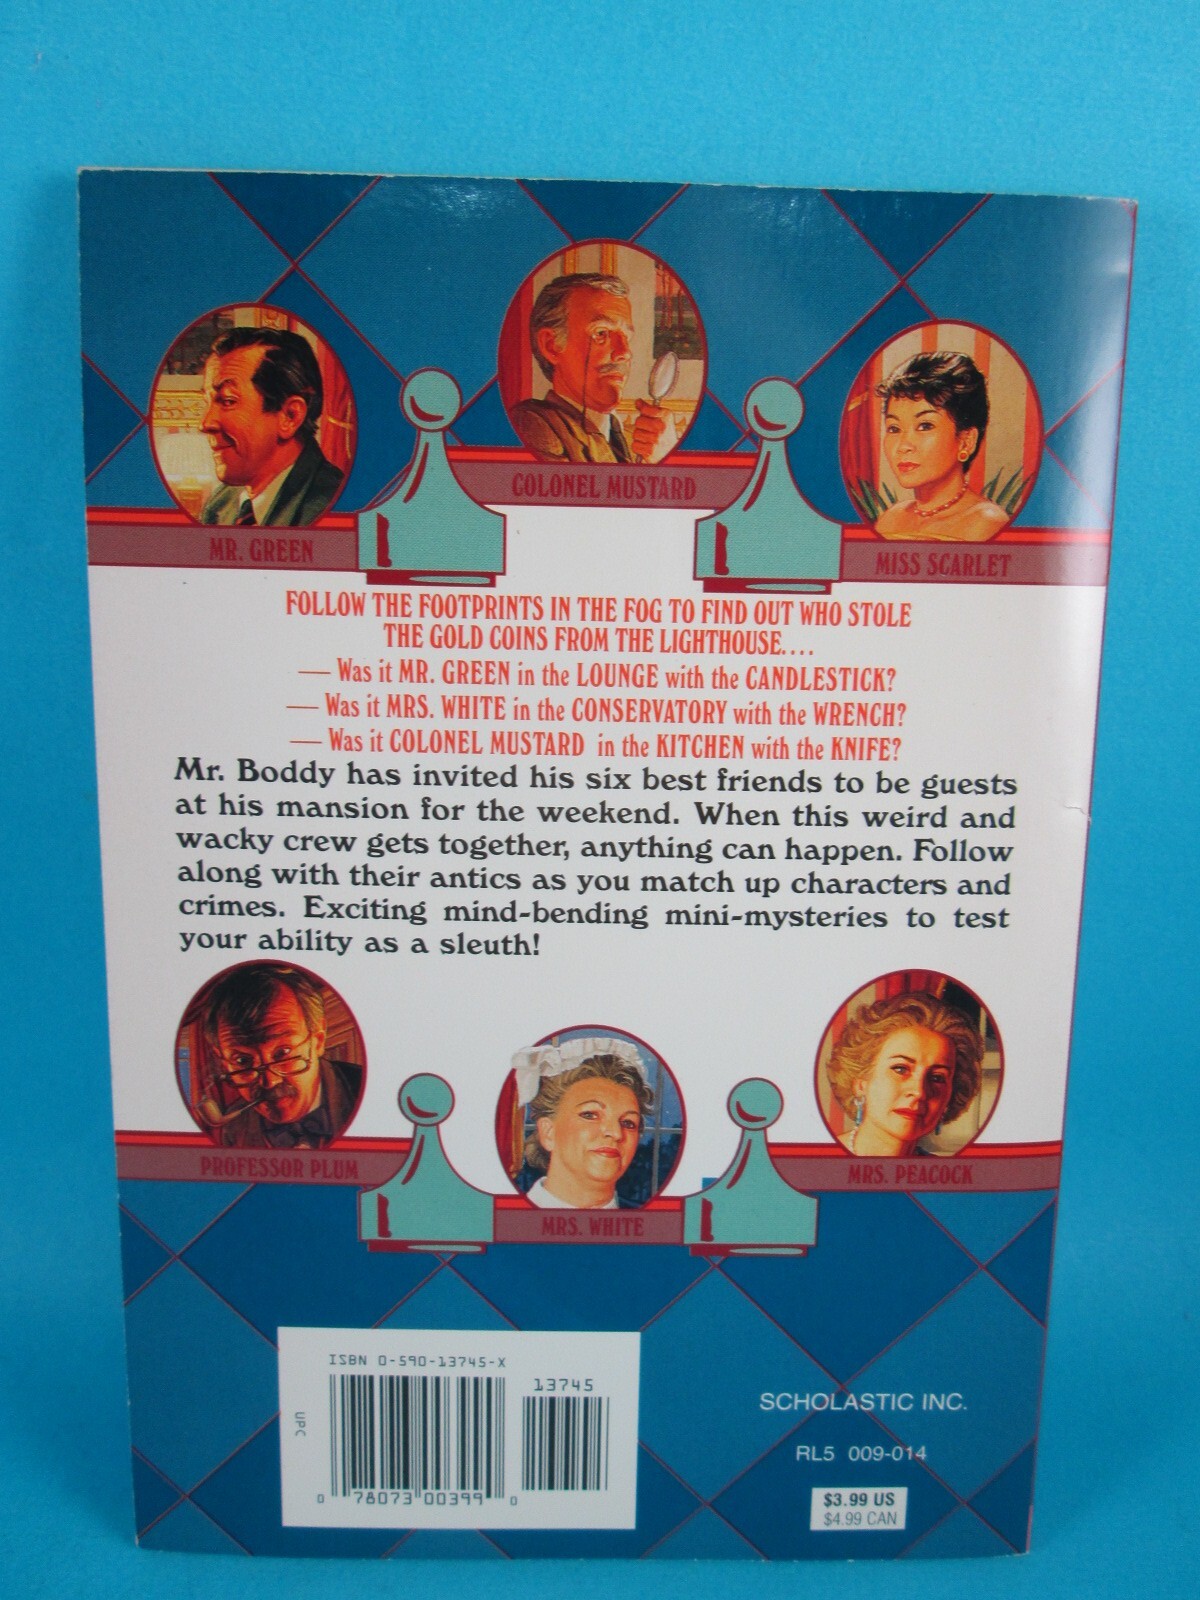 COLONEL MUSTARD
MR. GREEN
MISS SCARLET
FOLLOW THE FOOTPRINTS IN THE FOG TO FIND OUT WHO STOLE
THE GOLD COINS FROM THE LIGHTHOUSE....
— Was it MR. GREEN in the LOUNGE with the CANDLESTICK?
— Was it MRS. WHITE in the CONSERVATORY with the WRENCH?
— Was it COLONEL MUSTARD in the KITCHEN with the KNIFE?
Mr. Boddy has invited his six best friends to be guests
at his mansion for the weekend. When this weird and
wacky crew gets together, anything can happen. Follow
along with their antics as you match up characters and
crimes. Exciting mind-bending mini-mysteries to test
your ability as a sleuth!
PROFESSOR PLUM
MRS. WHITE
MRS. PEACOCK
ISBN 0-590-13745-X
13745
UPC
0 78073 00399 0
SCHOLASTIC INC.
RL5 009-014
$3.99 US
$4.99 CAN